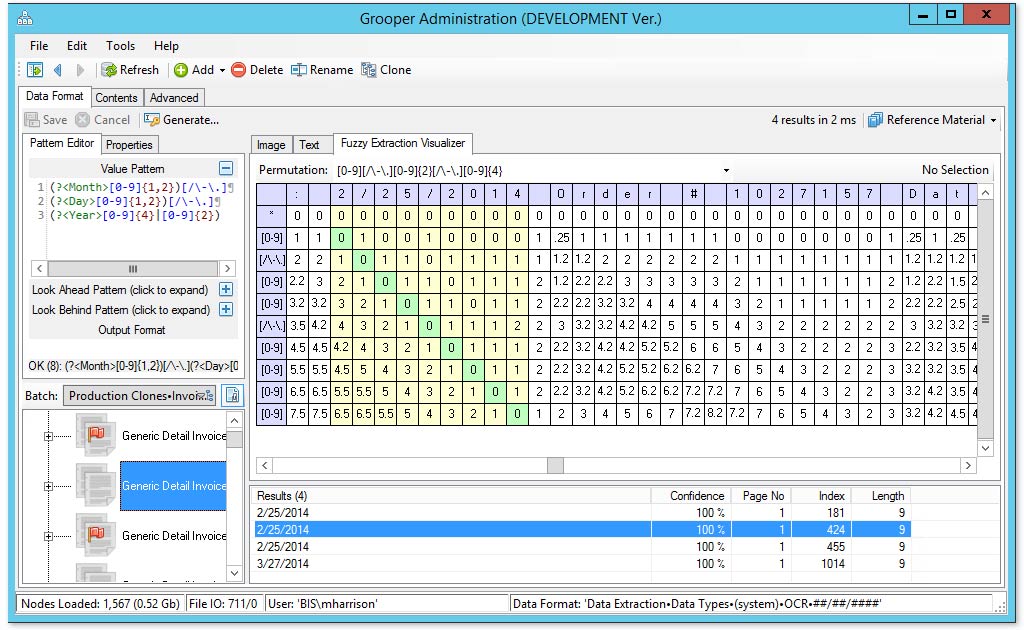 Grooper Administration (DEVELOPMENT Ver.)
File Edit Tools Help
Refresh Add Delete Rename Clone
Data Format Contents Advanced
Save Cancel Generate... 4 results in 2 ms Reference Material
Pattern Editor Properties Image Text Fuzzy Extraction Visualizer
Value Pattern
1 (?<Month>[0-9]{1,2})[/\-\.]¶
2 (?<Day>[0-9]{1,2})[/\-\.]¶
3 (?<Year>[0-9]{4}|[0-9]{2})
Look Ahead Pattern (click to expand)
Look Behind Pattern (click to expand)
Output Format
OK (8): (?<Month>[0-9]{1,2})[/\-\.](?<Day>[0
Batch: Production Clones•Invoi
Generic Detail Invoice
Generic Detail Invoice
Generic Detail Invoice
Permutation: [0-9][/\-\.][0-9]{2}[/\-\.][0-9]{4} No Selection
: 2 / 2 5 / 2 0 1 4 O r d e r # 1 0 2 7 1 5 7 D a t
* 0 0 0 0 0 0 0 0 0 0 0 0 0 0 0 0 0 0 0 0 0 0 0 0 0 0 0 0 0 0 0
[0-9] 1 1 0 1 0 0 1 0 0 0 0 1 .25 1 1 1 1 1 1 1 0 0 0 0 0 0 0 1 .25 1 .25
[/\-\.] 2 2 1 0 1 1 1 1 1 1 1 1 1.2 1.2 2 2 2 2 2 2 1 1 1 1 1 1 1 1 1.2 1.2 1.2 1
[0-9] 2.2 3 2 1 0 1 1 1 1 1 1 2 1.2 2.2 2.2 3 3 3 3 3 2 1 1 1 1 1 1 2 1.2 2.2 1.5 2
[0-9] 3.2 3.2 3 2 1 0 1 1 0 1 1 2 2.2 2.2 3.2 3.2 4 4 4 4 3 2 1 1 1 1 1 2 2.2 2.2 2.5 2
[/\-\.] 3.5 4.2 4 3 2 1 0 1 1 1 2 2 3 3.2 3.2 4.2 4.2 5 5 5 4 3 2 2 2 2 2 2 3 3.2 3.2 3
[0-9] 4.5 4.5 4.2 4 3 2 1 0 1 1 1 2 2.2 3.2 4.2 4.2 5.2 5.2 6 6 5 4 3 2 2 2 2 3 2.2 3.2 3.5 4
[0-9] 5.5 5.5 4.5 5 4 3 2 1 0 1 1 2 2.2 3.2 4.2 5.2 5.2 6.2 6.2 7 6 5 4 3 2 2 2 3 3.2 3.2 3.5 4
[0-9] 6.5 6.5 5.5 5.5 5 4 3 2 1 0 1 2 2.2 3.2 4.2 5.2 6.2 6.2 7.2 7.2 7 6 5 4 3 2 2 3 3.2 4.2 3.5 4
[0-9] 7.5 7.5 6.5 6.5 5.5 5 4 3 2 1 0 1 2 3 4 5 6 7 7.2 8.2 7.2 7 6 5 4 3 2 3 3.2 4.2 4.5 4
Results (4) Confidence Page No Index Length
2/25/2014 100 % 1 181 9
2/25/2014 100 % 1 424 9
2/25/2014 100 % 1 455 9
3/27/2014 100 % 1 1014 9
Nodes Loaded: 1,567 (0.52 Gb) File IO: 711/0 User: 'BIS\mharrison' Data Format: 'Data Extraction•Data Types•(system)•OCR•##/##/####'